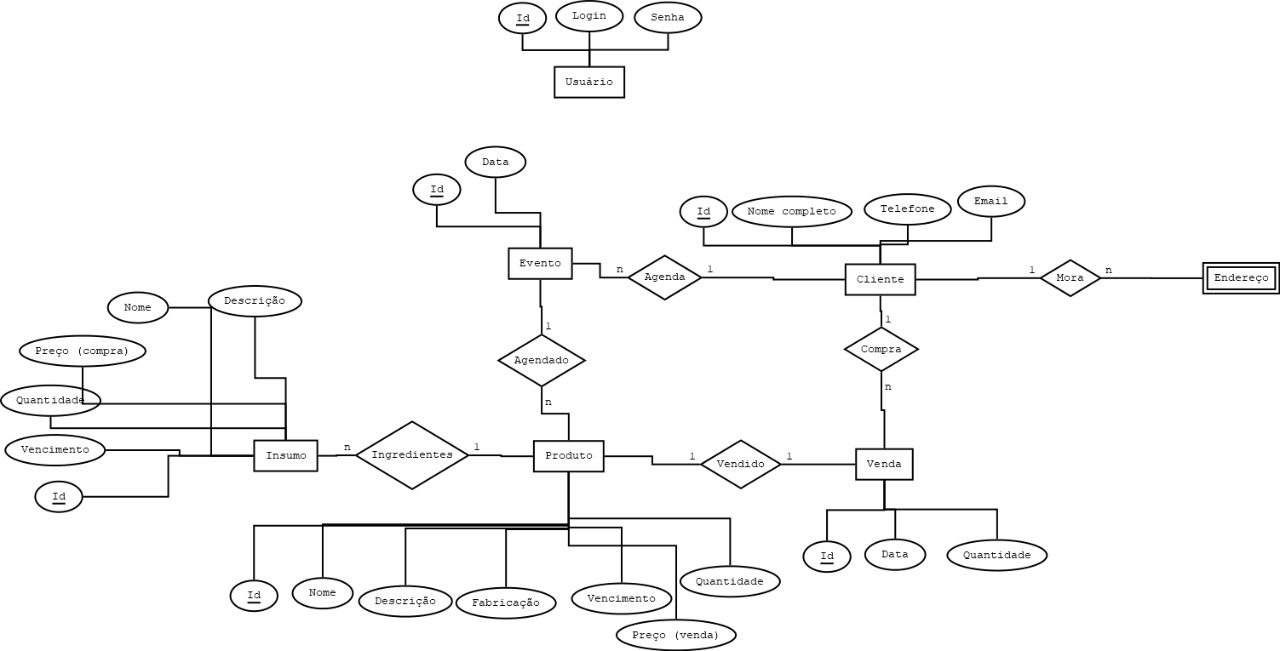 Id
Login
Senha
Usuário
Data
Id
Id
Nome completo
Telefone
Email
Evento
n
Agenda
1
Cliente
1
Mora
n
Endereço
Nome
Descrição
1
1
Preço (compra)
Agendado
Compra
Quantidade
n
n
Vencimento
Insumo
n
Ingredientes
1
Produto
1
Vendido
1
Venda
Id
Id
Data
Quantidade
Id
Nome
Descrição
Fabricação
Vencimento
Quantidade
Preço (venda)